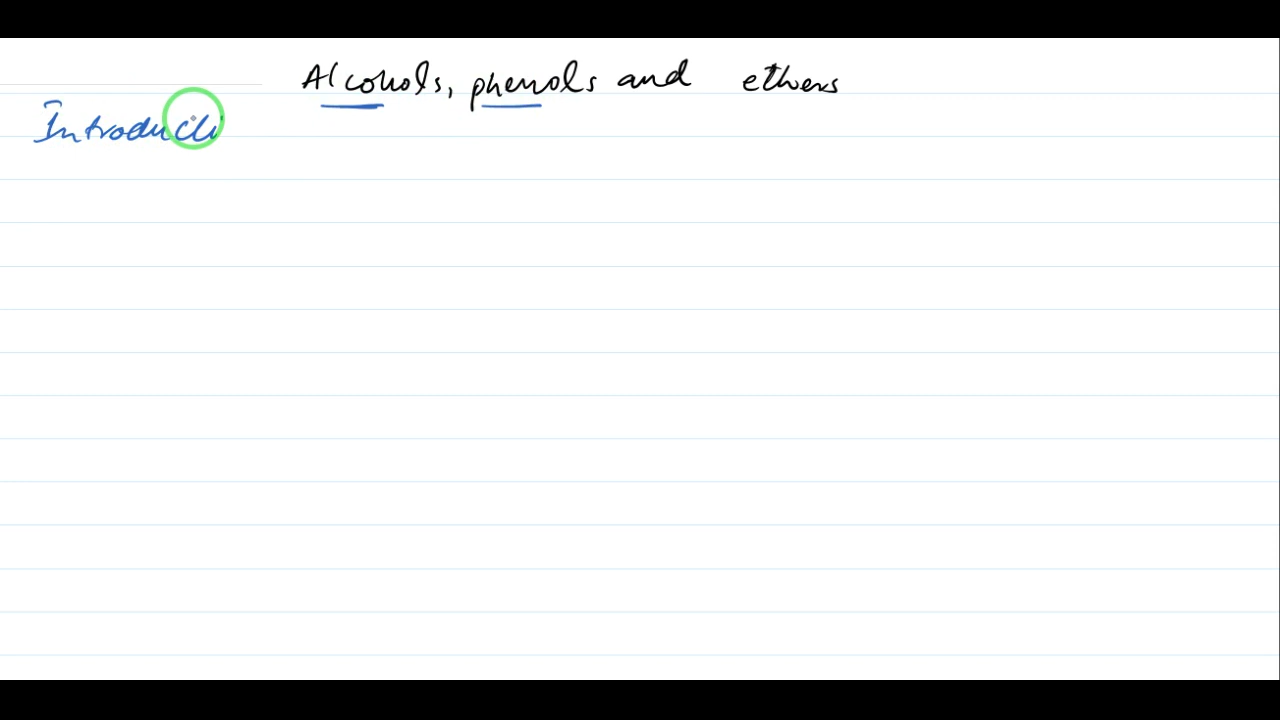 Alcohols, phenols and ethers
Introducti